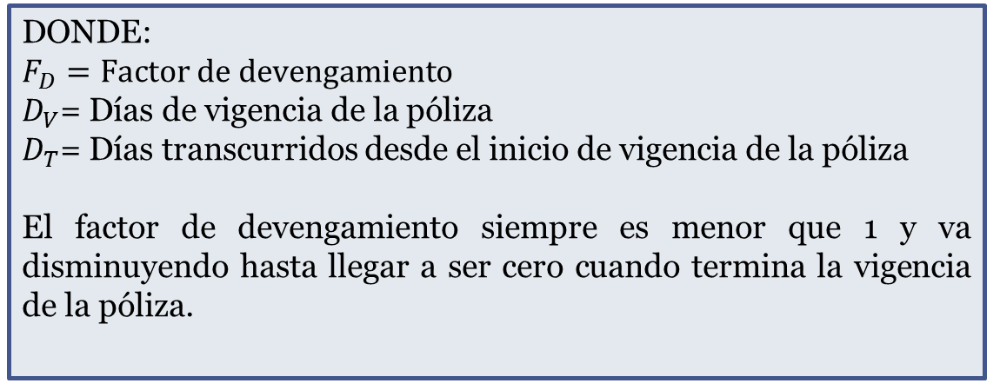 DONDE:
F_D = Factor de devengamiento
D_V= Días de vigencia de la póliza
D_T= Días transcurridos desde el inicio de vigencia de la póliza
El factor de devengamiento siempre es menor que 1 y va
disminuyendo hasta llegar a ser cero cuando termina la vigencia
de la póliza.